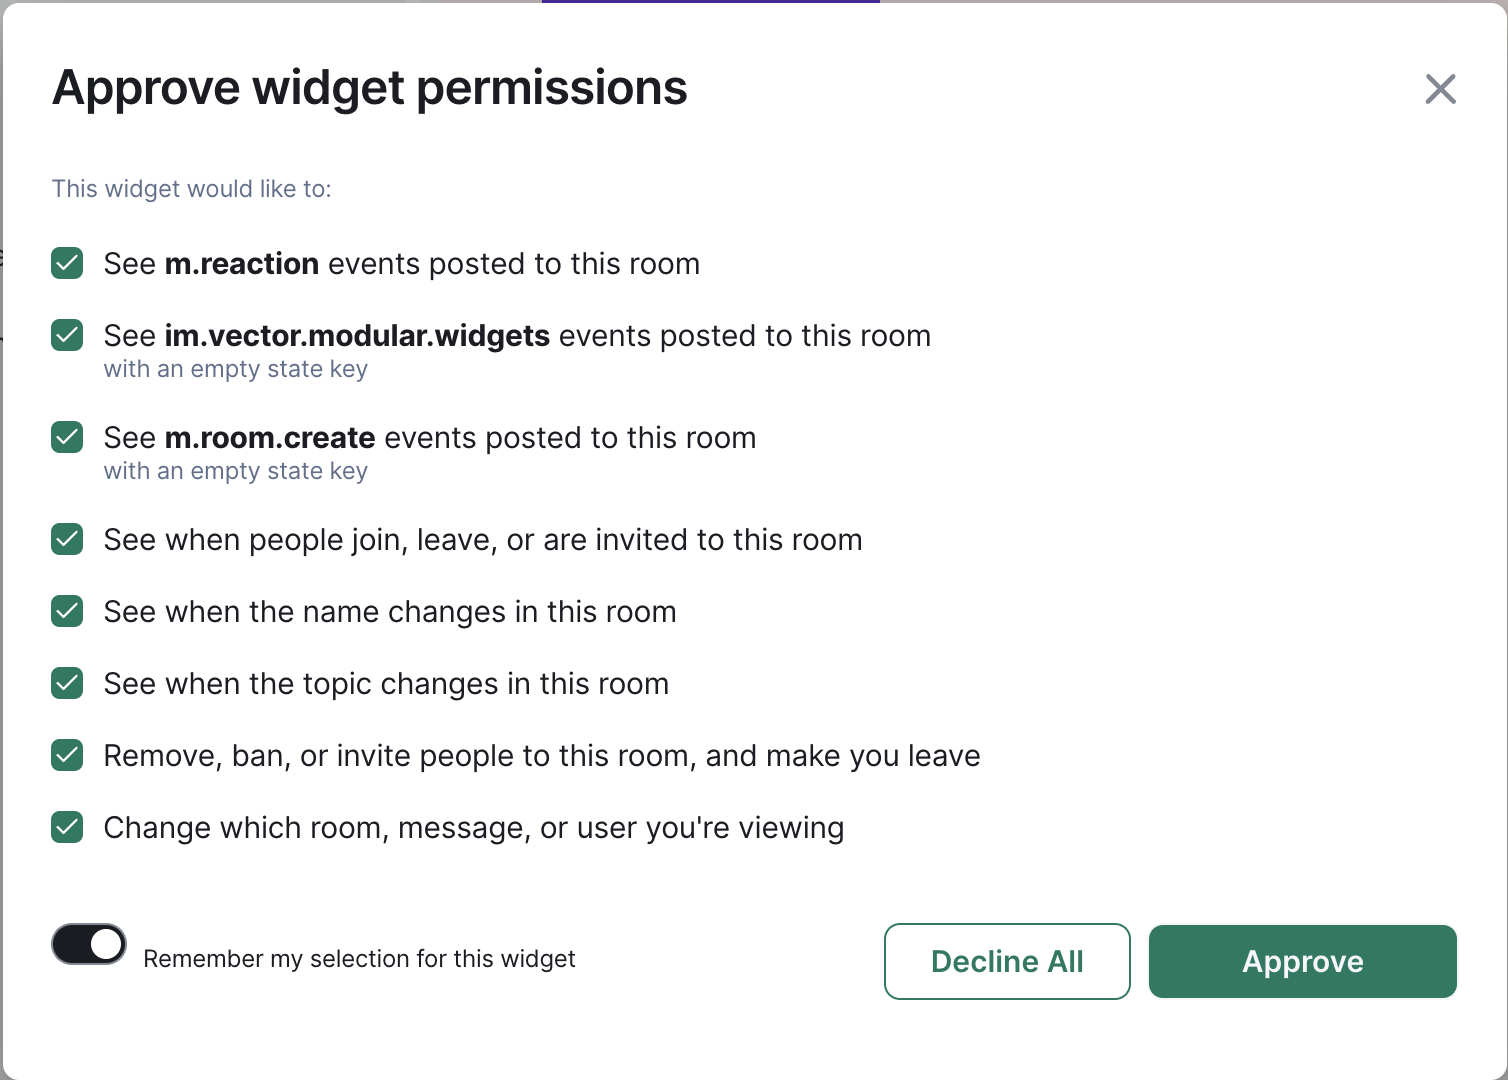 Approve widget permissions
This widget would like to:
See m.reaction events posted to this room
See im.vector.modular.widgets events posted to this room
with an empty state key
See m.room.create events posted to this room
with an empty state key
See when people join, leave, or are invited to this room
See when the name changes in this room
See when the topic changes in this room
Remove, ban, or invite people to this room, and make you leave
Change which room, message, or user you're viewing
Remember my selection for this widget
Decline All
Approve